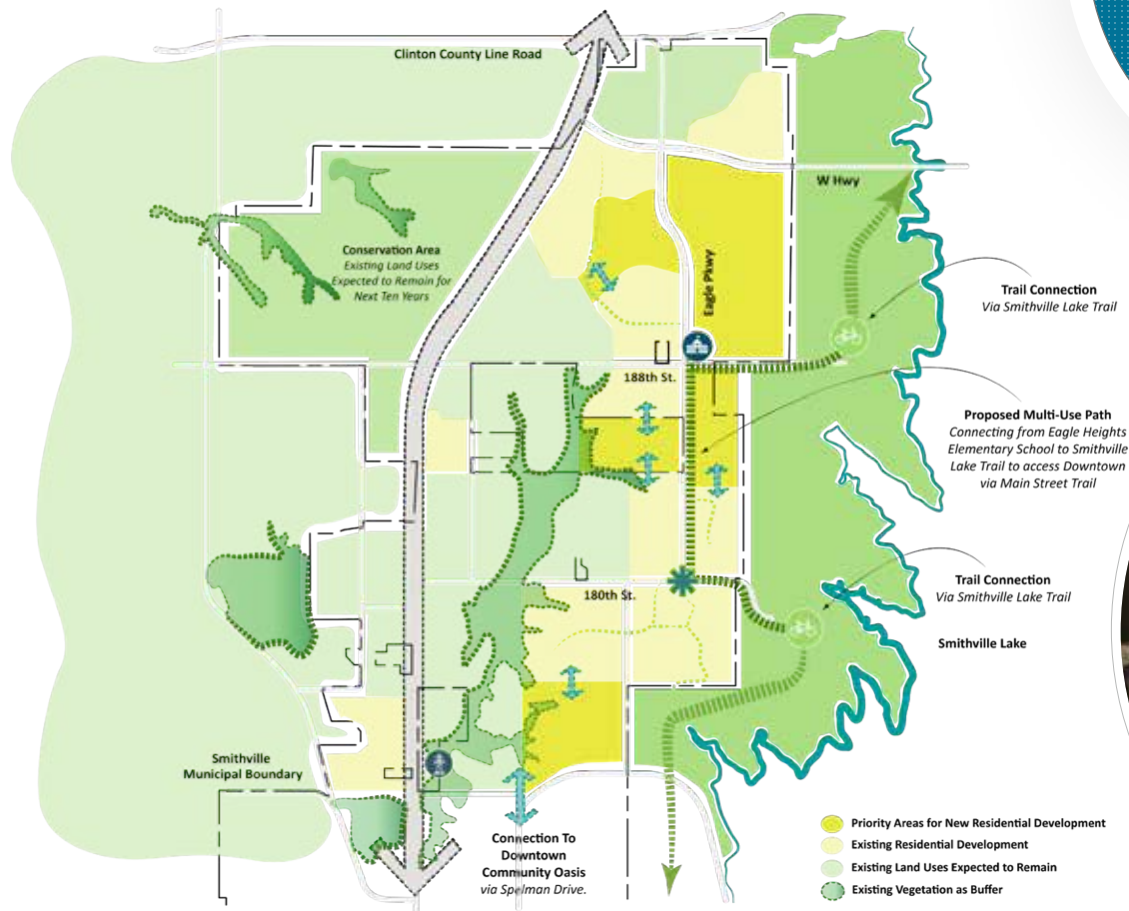 Clinton County Line Road
W Hwy
Conservation Area
Existing Land Uses
Expected to Remain for
Next Ten Years
Eagle Pkwy
Trail Connection
Via Smithville Lake Trail
188th St.
Proposed Multi-Use Path
Connecting from Eagle Heights
Elementary School to Smithville
Lake Trail to access Downtown
via Main Street Trail
Trail Connection
Via Smithville Lake Trail
180th St.
Smithville Lake
Smithville
Municipal Boundary
Connection To
Downtown
Community Oasis
via Spelman Drive.
Priority Areas for New Residential Development
Existing Residential Development
Existing Land Uses Expected to Remain
Existing Vegetation as Buffer